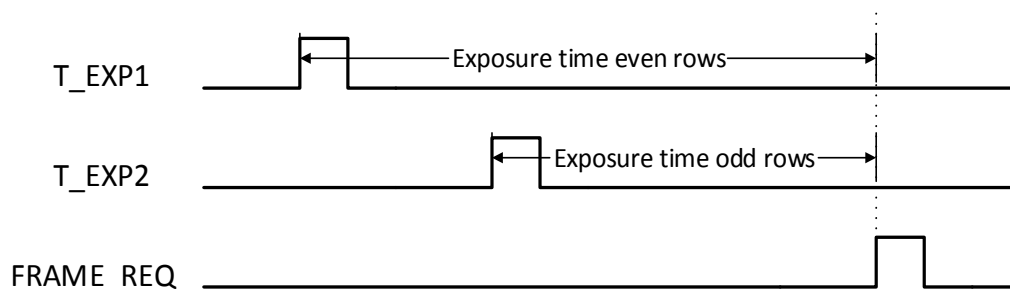 T_EXP1
Exposure time even rows
T_EXP2
Exposure time odd rows
FRAME_REQ